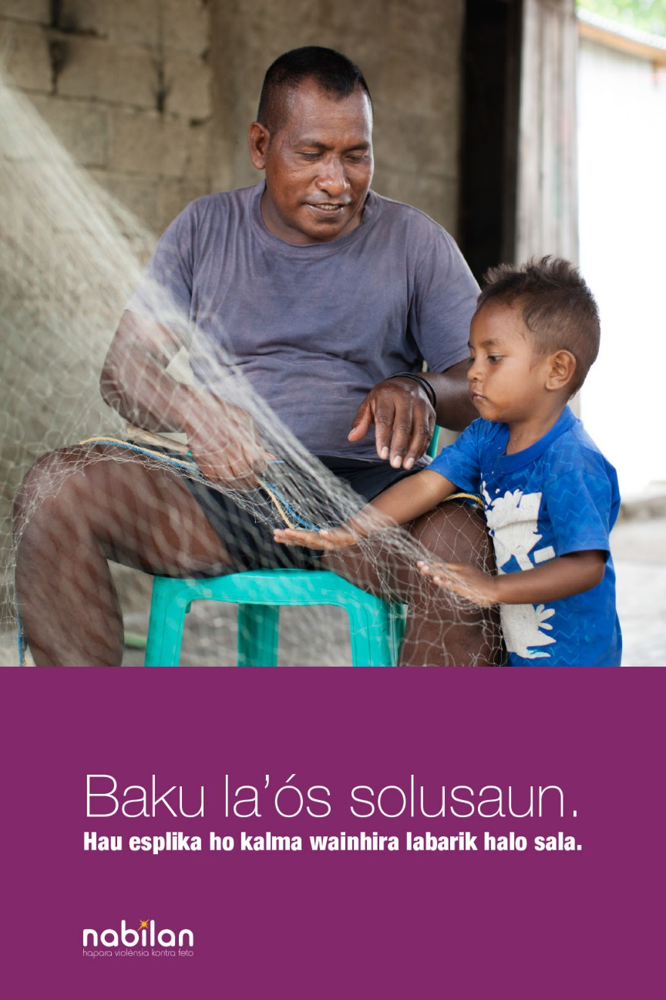 Baku la'ós solusaun.
Hau esplika ho kalma wainhira labarik halo sala.
nabilan
hapara violénsia kontra feto